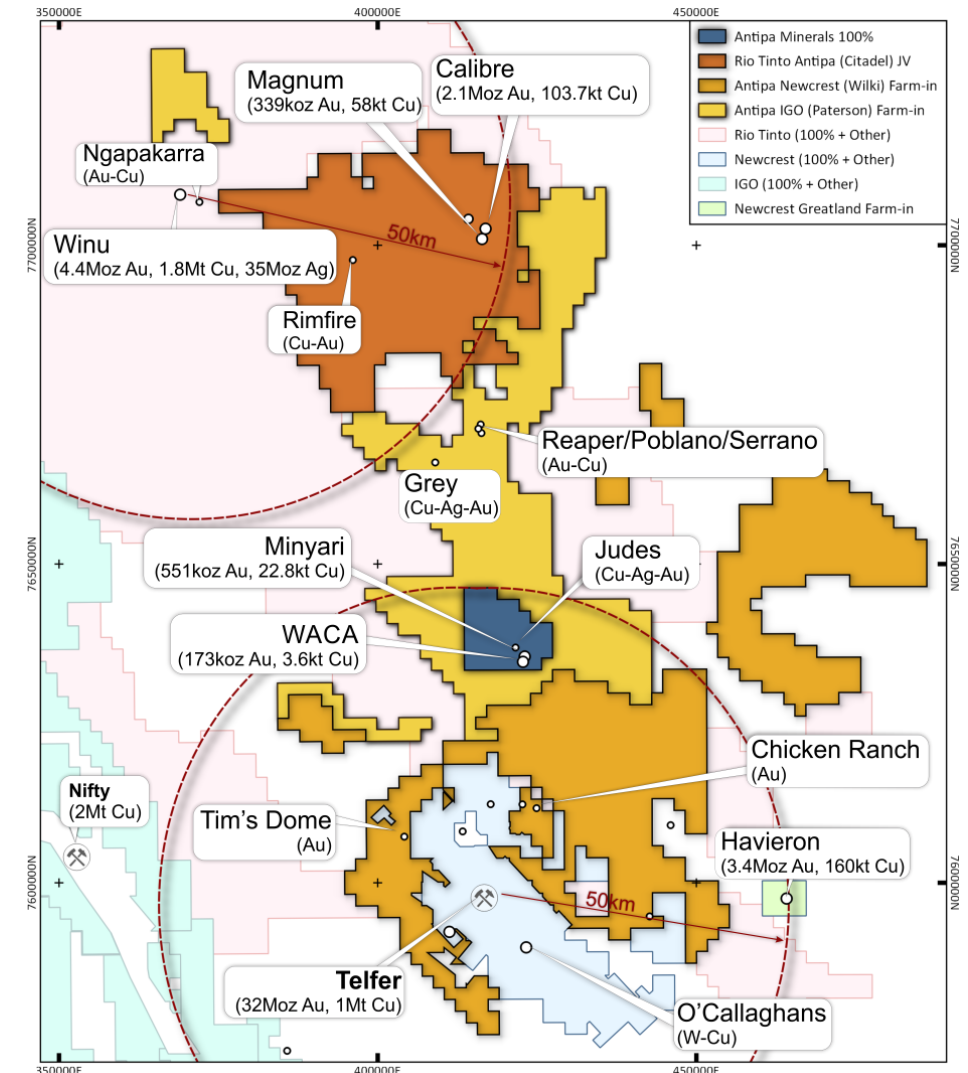 350000E
400000E
450000E
Antipa Minerals 100%
Rio Tinto Antipa (Citadel) JV
Antipa Newcrest (Wilki) Farm-in
Antipa IGO (Paterson) Farm-in
Rio Tinto (100% + Other)
Newcrest (100% + Other)
IGO (100% + Other)
Newcrest Greatland Farm-in
Magnum
(339koz Au, 58kt Cu)
Calibre
(2.1Moz Au, 103.7kt Cu)
Ngapakarra
(Au-Cu)
7700000N
7700000N
50km
Winu
(4.4Moz Au, 1.8Mt Cu, 35Moz Ag)
Rimfire
(Cu-Au)
Reaper/Poblano/Serrano
(Au-Cu)
Grey
(Cu-Ag-Au)
7650000N
7650000N
Minyari
(551koz Au, 22.8kt Cu)
Judes
(Cu-Ag-Au)
WACA
(173koz Au, 3.6kt Cu)
Chicken Ranch
(Au)
Nifty
(2Mt Cu)
Tim's Dome
(Au)
Havieron
(3.4Moz Au, 160kt Cu)
7600000N
7600000N
50km
Telfer
(32Moz Au, 1Mt Cu)
O'Callaghans
(W-Cu)
350000E
400000E
450000E